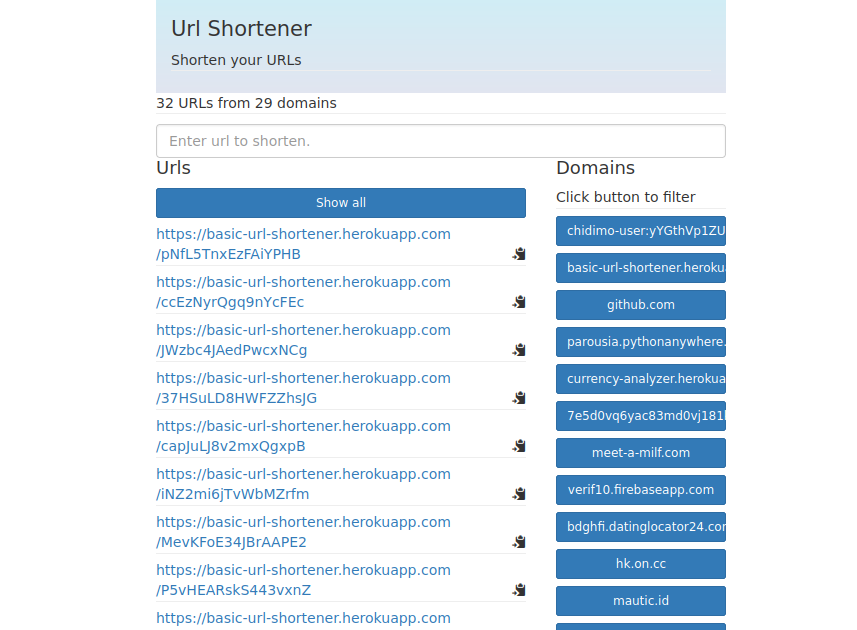 Url Shortener
Shorten your URLs
32 URLs from 29 domains
Enter url to shorten.
Urls
Show all
https://basic-url-shortener.herokuapp.com
/pNfL5TnxEzFAiYPHB
https://basic-url-shortener.herokuapp.com
/ccEzNyrQgq9nYcFEc
https://basic-url-shortener.herokuapp.com
/JWzbc4JAedPwcxNCg
https://basic-url-shortener.herokuapp.com
/37HSuLD8HWFZZhsJG
https://basic-url-shortener.herokuapp.com
/capJuLJ8v2mxQgxpB
https://basic-url-shortener.herokuapp.com
/iNZ2mi6jTvWbMZrfm
https://basic-url-shortener.herokuapp.com
/MevKFoE34JBrAAPE2
https://basic-url-shortener.herokuapp.com
/P5vHEARskS443vxnZ
https://basic-url-shortener.herokuapp.com
Domains
Click button to filter
chidimo-user:yYGthVp1ZU
basic-url-shortener.heroku
github.com
parousia.pythonanywhere.
currency-analyzer.herokua
7e5d0vq6yac83md0vj181
meet-a-milf.com
verif10.firebaseapp.com
bdghfi.datinglocator24.com
hk.on.cc
mautic.id